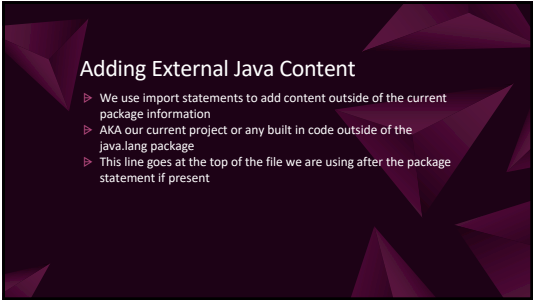 Adding External Java Content
We use import statements to add content outside of the current
package information
AKA our current project or any built in code outside of the
java.lang package
This line goes at the top of the file we are using after the package
statement if present